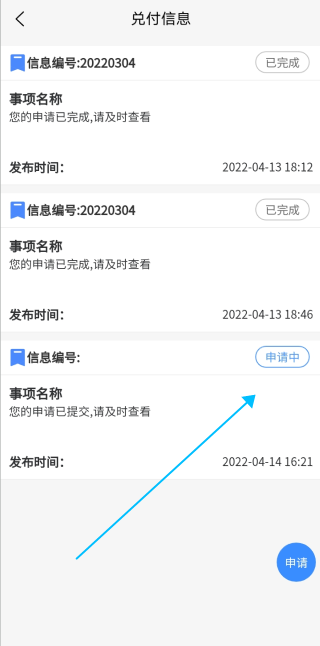 兑付信息
信息编号:20220304 已完成
事项名称
您的申请已完成,请及时查看
发布时间： 2022-04-13 18:12
信息编号:20220304 已完成
事项名称
您的申请已完成,请及时查看
发布时间： 2022-04-13 18:46
信息编号: 申请中
事项名称
您的申请已提交,请及时查看
发布时间： 2022-04-14 16:21
申请